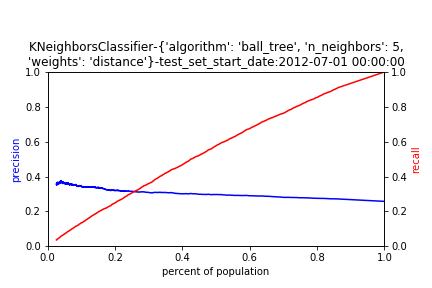 KNeighborsClassifier-{'algorithm': 'ball_tree', 'n_neighbors': 5,
'weights': 'distance'}-test_set_start_date:2012-07-01 00:00:00
1.0
0.8
0.6
0.4
0.2
0.0
precision
1.0
0.8
0.6
0.4
0.2
0.0
recall
0.0 0.2 0.4 0.6 0.8 1.0
percent of population